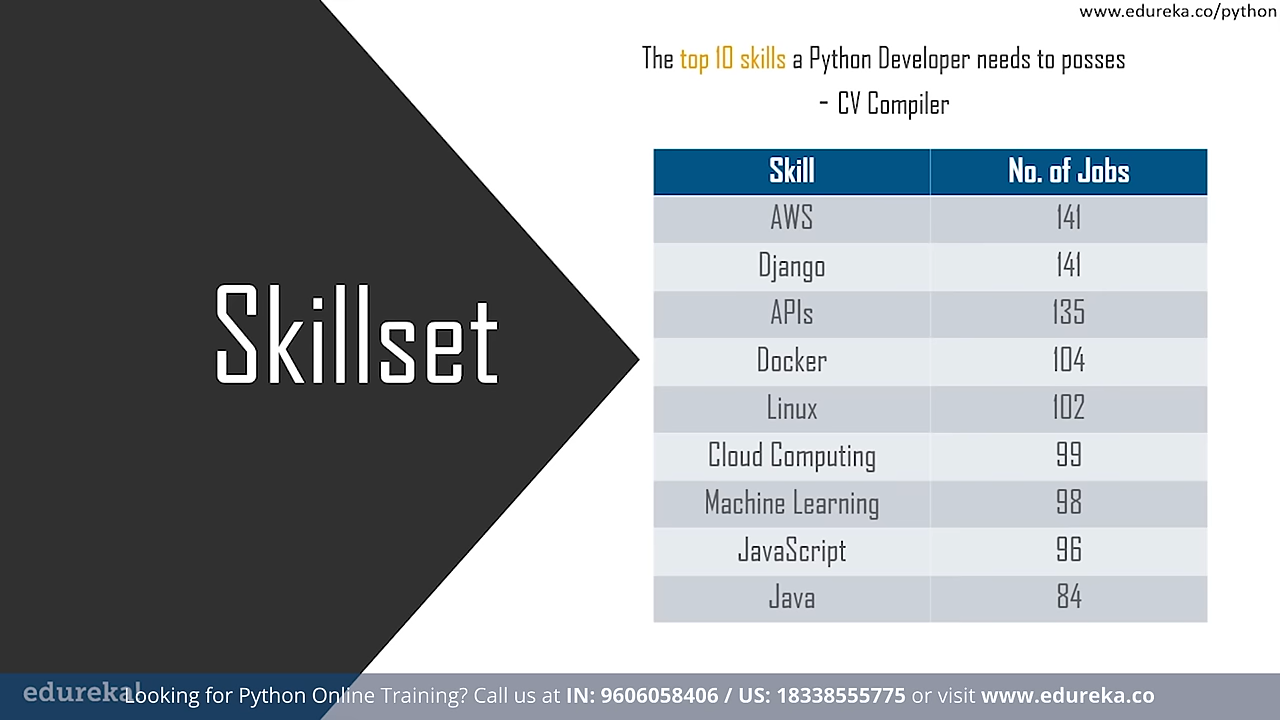 www.edureka.co/python
The top 10 skills a Python Developer needs to posses
- CV Compiler
Skillset
Skill No. of Jobs
AWS 141
Django 141
APIs 135
Docker 104
Linux 102
Cloud Computing 99
Machine Learning 98
JavaScript 96
Java 84
edureka!
Looking for Python Online Training? Call us at IN: 9606058406 / US: 18338555775 or visit www.edureka.co